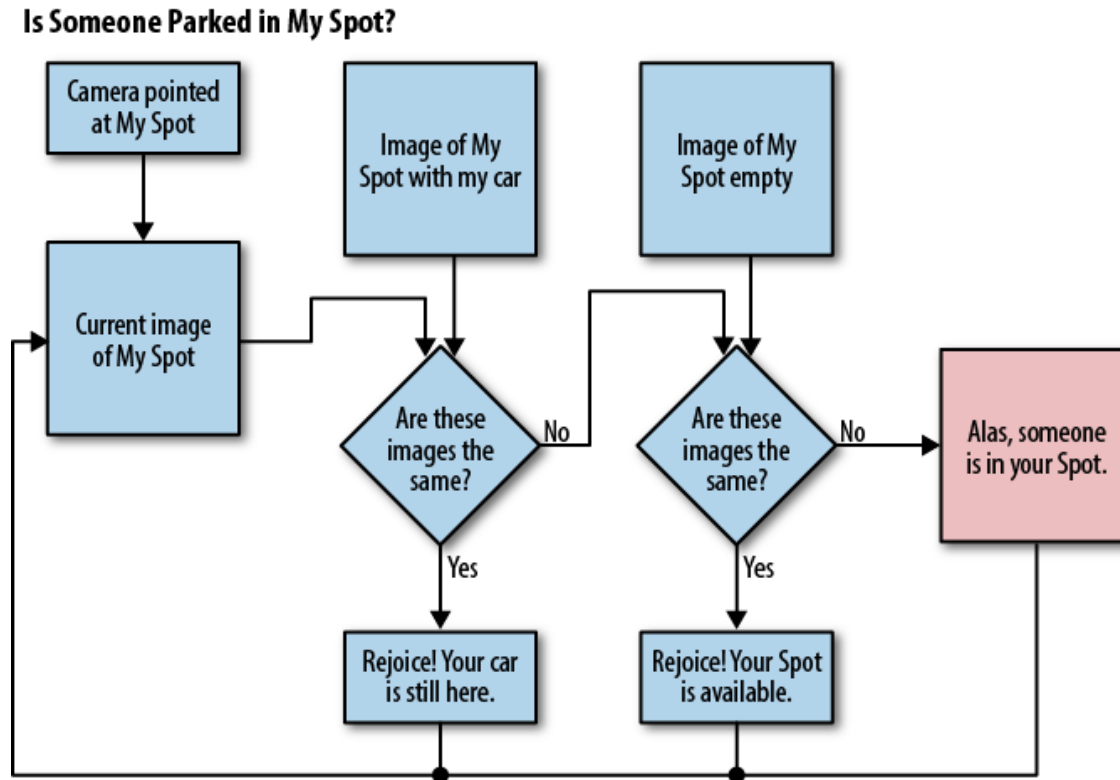 Is Someone Parked in My Spot?
Camera pointed
at My Spot
Image of My
Spot with my car
Image of My
Spot empty
Current image
of My Spot
Are these
images the
same?
No
Are these
images the
same?
No
Alas, someone
is in your Spot.
Yes
Yes
Rejoice! Your car
is still here.
Rejoice! Your Spot
is available.